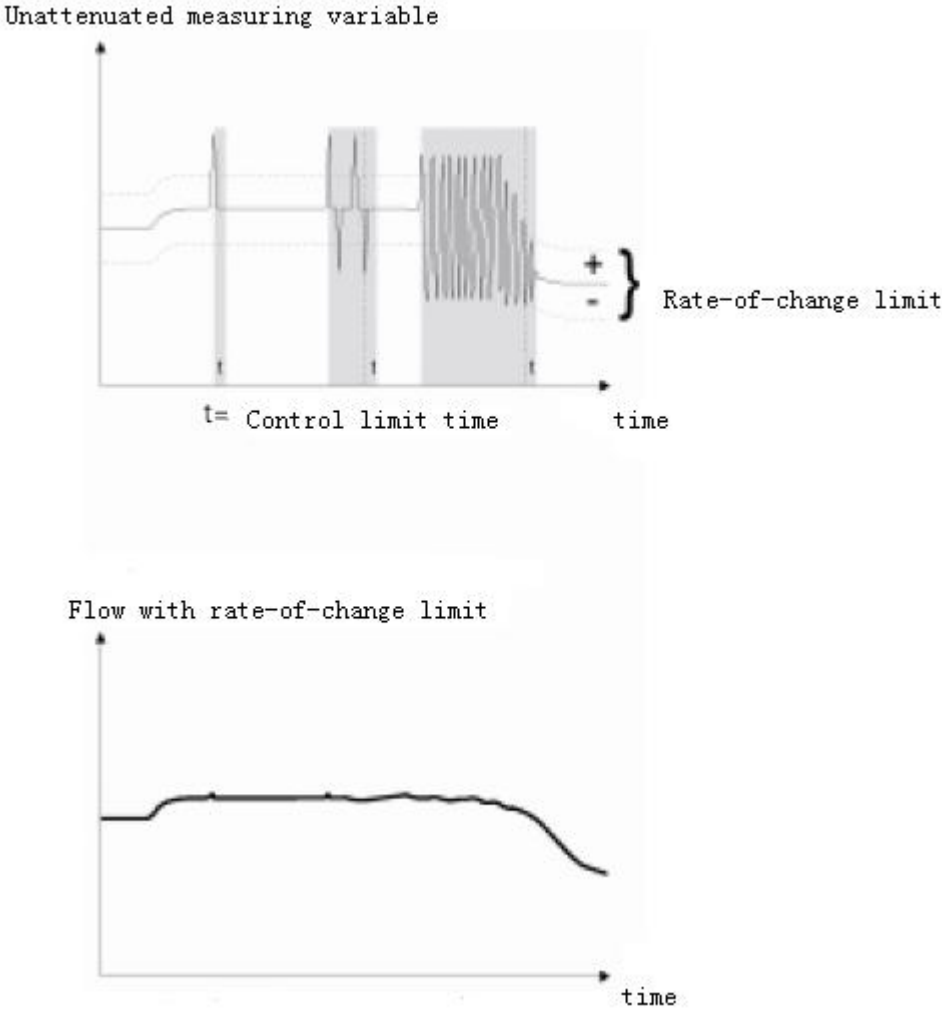 Unattenuated measuring variable
+
-
Rate-of-change limit
t
t
t
t= Control limit time
time
Flow with rate-of-change limit
time